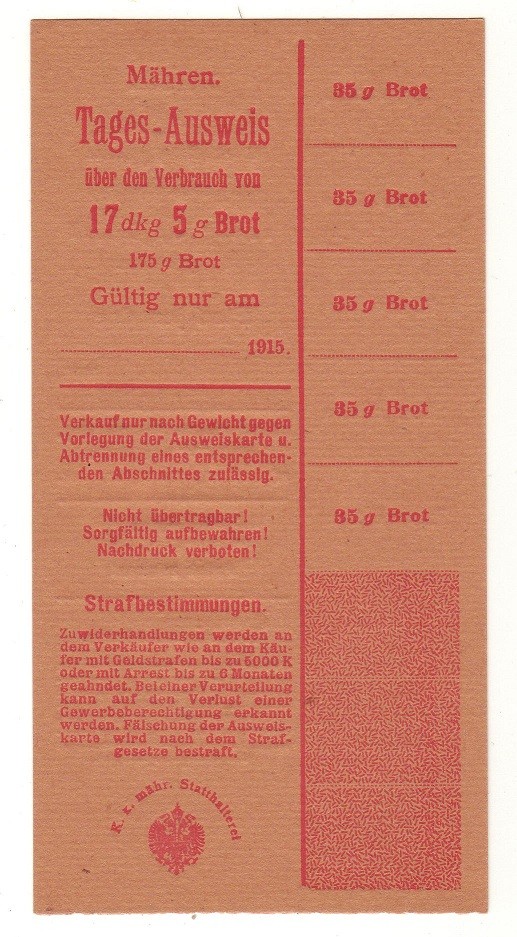 Mähren.
Tages-Ausweis
über den Verbrauch von
17 dkg 5 g Brot
175 g Brot
Gültig nur am
1915.
Verkauf nur nach Gewicht gegen
Vorlegung der Ausweiskarte u.
Abtrennung eines entsprechen-
den Abschnittes zulässig.
Nicht übertragbar!
Sorgfältig aufbewahren!
Nachdruck verboten!
Strafbestimmungen.
Zuwiderhandlungen werden an
dem Verkäufer wie an dem Käu-
fer mit Geldstrafen bis zu 5000 K
oder mit Arrest bis zu 6 Monaten
geahndet. Bei einer Verurteilung
kann auf den Verlust einer
Gewerbeberechtigung erkannt
werden. Fälschung der Ausweis-
karte wird nach dem Straf-
gesetze bestraft.
K. k. mähr. Statthalterei
35 g Brot
35 g Brot
35 g Brot
35 g Brot
35 g Brot